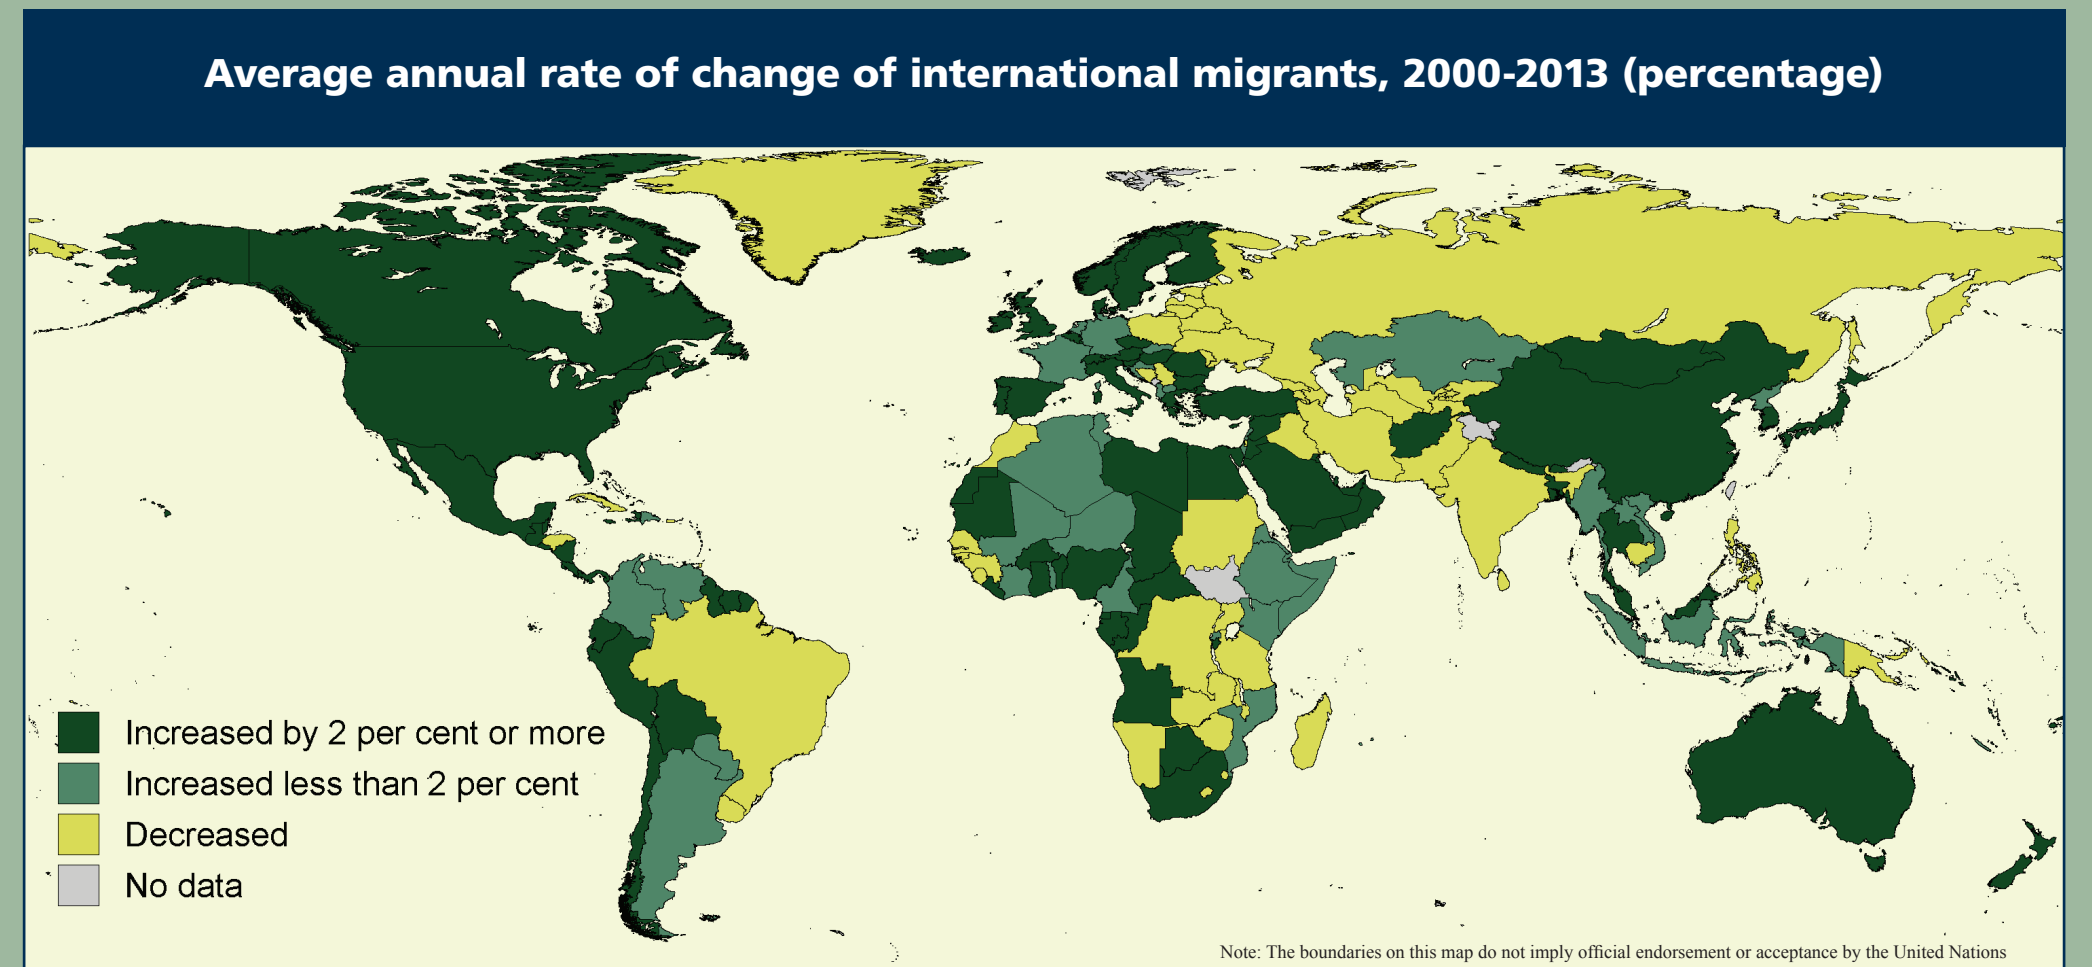 Average annual rate of change of international migrants, 2000-2013 (percentage)
Increased by 2 per cent or more
Increased less than 2 per cent
Decreased
No data
Note: The boundaries on this map do not imply official endorsement or acceptance by the United Nations